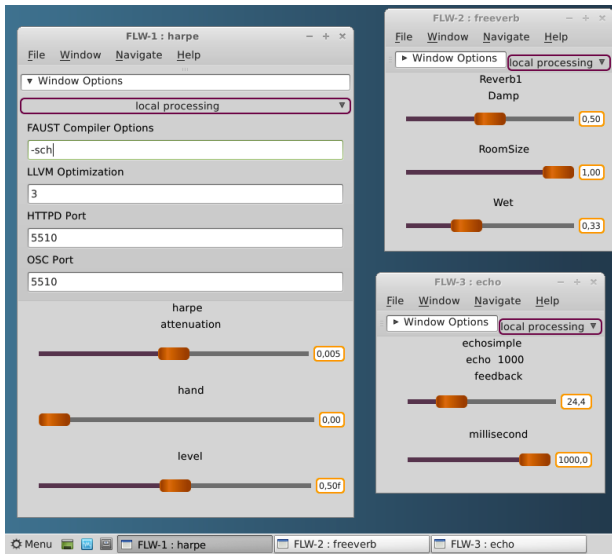 FLW-1 : harpe
File Window Navigate Help
▾ Window Options
local processing ▼
FAUST Compiler Options
-sch
LLVM Optimization
3
HTTPD Port
5510
OSC Port
5510
harpe
attenuation
0,005
hand
0,00
level
0,50f
FLW-2 : freeverb
File Window Navigate Help
▸ Window Options local processing ▼
Reverb1
Damp
0,50
RoomSize
1,00
Wet
0,33
FLW-3 : echo
File Window Navigate Help
▸ Window Options local processing ▼
echosimple
echo 1000
feedback
24,4
millisecond
1000,0
Menu FLW-1 : harpe FLW-2 : freeverb FLW-3 : echo